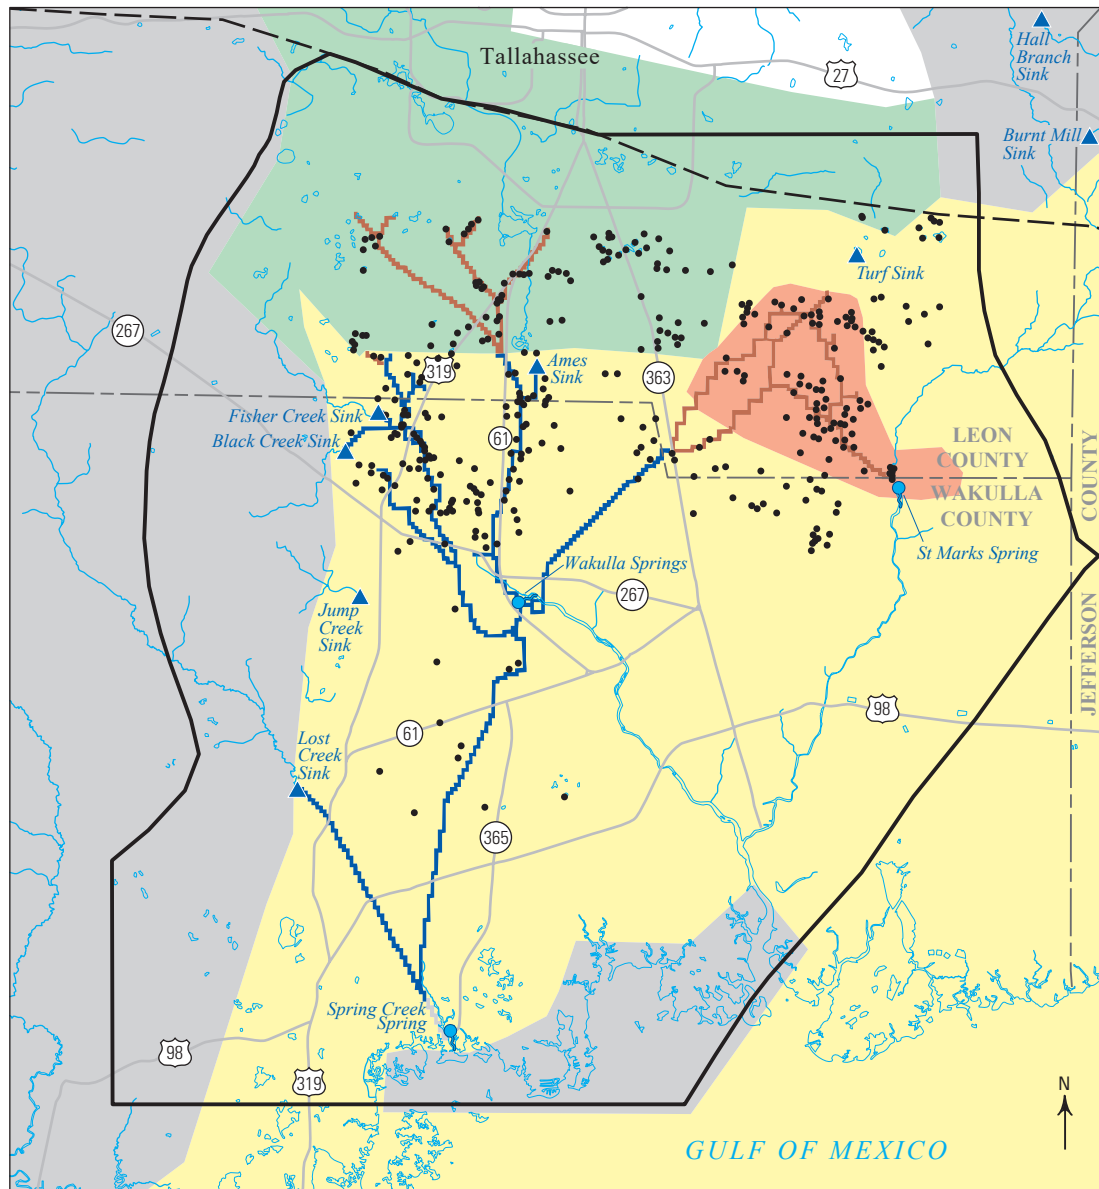 Hall
Branch
Sink
Tallahassee
27
Burnt Mill
Sink
Turf Sink
267
319
Ames
Sink
363
Fisher Creek Sink
Black Creek Sink
61
LEON
COUNTY
WAKULLA
COUNTY
COUNTY
JEFFERSON
St Marks Spring
Wakulla Springs
267
Jump
Creek
Sink
98
61
Lost
Creek
Sink
365
Spring Creek
Spring
98
319
N
GULF OF MEXICO